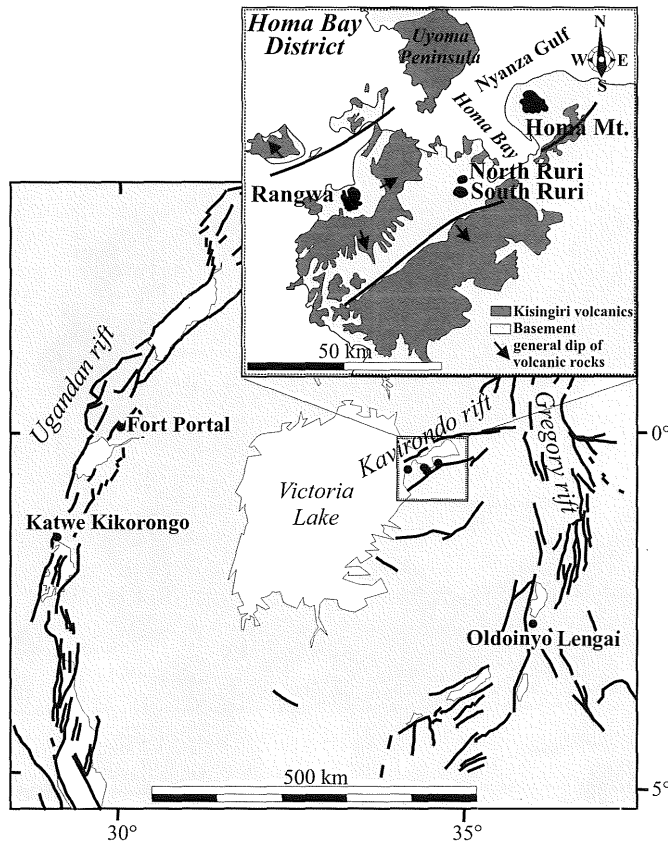 Homa Bay
District
Uyoma
Peninsula
Nyanza Gulf
N
W E
S
Homa Bay
Homa Mt.
North Ruri
South Ruri
Rangwa
Kisingiri volcanics
Basement
general dip of
volcanic rocks
50 km
Ugandan rift
Fort Portal
Kavirondo rift
Gregory rift
0°
Victoria
Lake
Katwe Kikorongo
Oldoinyo Lengai
500 km
5°
30°
35°